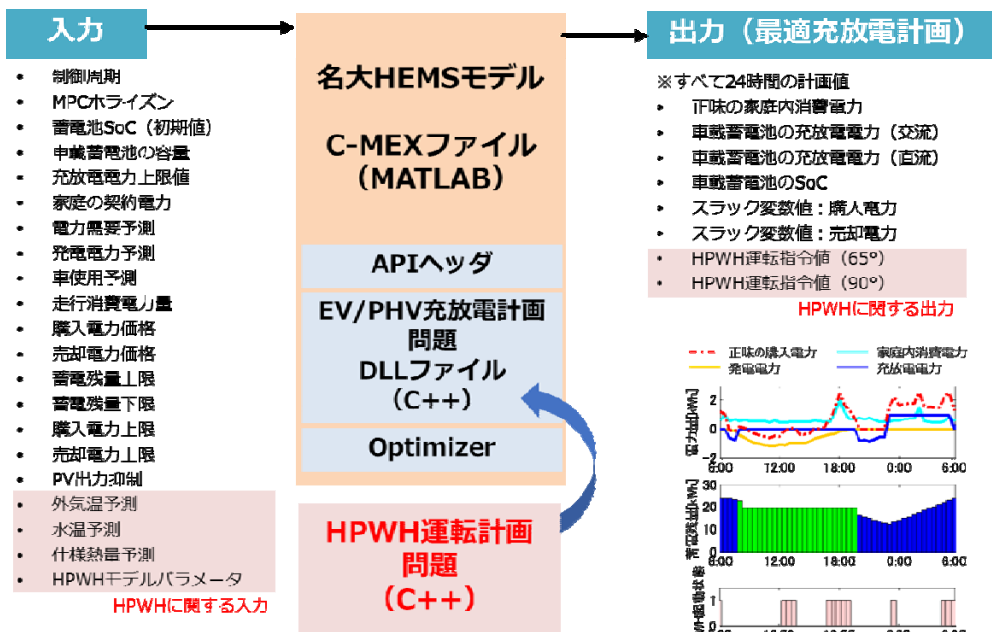 入力
• 制御周期
• MPCホライズン
• 蓄電池SoC（初期値）
• 車載蓄電池の容量
• 充放電電力上限値
• 家庭の契約電力
• 電力需要予測
• 発電電力予測
• 車使用予測
• 走行消費電力量
• 購入電力価格
• 売却電力価格
• 蓄電残量上限
• 蓄電残量下限
• 購入電力上限
• 売却電力上限
• PV出力抑制
• 外気温予測
• 水温予測
• 仕様熱量予測
• HPWHモデルパラメータ
HPWHに関する入力
名大HEMSモデル
C-MEXファイル
（MATLAB）
APIヘッダ
EV/PHV充放電計画
問題
DLLファイル
（C++）
Optimizer
HPWH運転計画
問題
（C++）
出力（最適充放電計画）
※すべて24時間の計画値
• 正味の家庭内消費電力
• 車載蓄電池の充放電電力（交流）
• 車載蓄電池の充放電電力（直流）
• 車載蓄電池のSoC
• スラック変数値：購入電力
• スラック変数値：売却電力
• HPWH運転指令値（65°）
• HPWH運転指令値（90°）
HPWHに関する出力
正味の購入電力 家庭内消費電力
発電電力 充放電電力
電力量[kWh]
2
0
-2
6:00 12:00 18:00 0:00 6:00
蓄電残量[kWh]
30
20
10
0
6:00 12:00 18:00 0:00 6:00
1
0